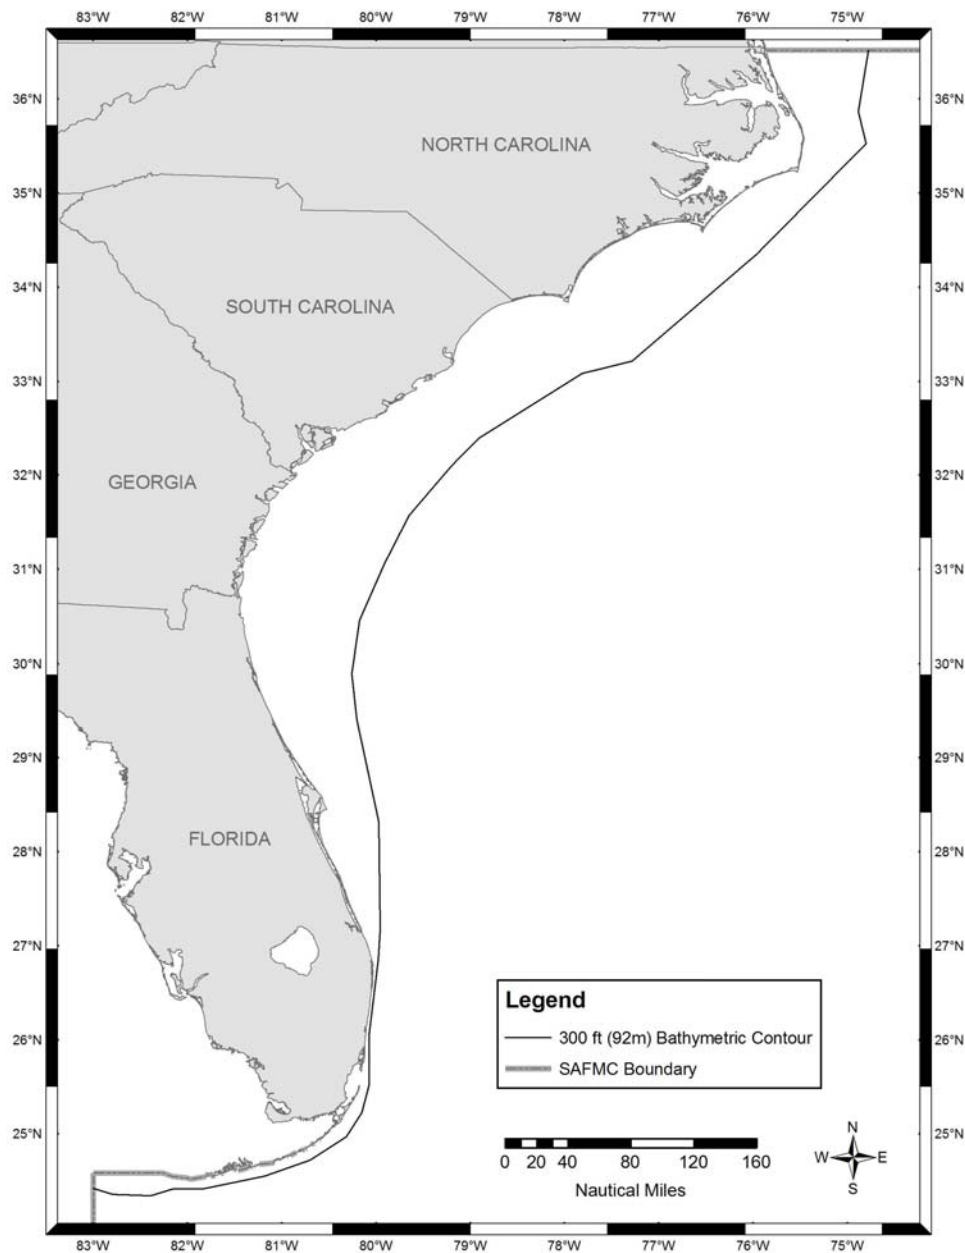 83°W 82°W 81°W 80°W 79°W 78°W 77°W 76°W 75°W
36°N 36°N
NORTH CAROLINA
35°N 35°N
34°N 34°N
SOUTH CAROLINA
33°N 33°N
32°N 32°N
GEORGIA
31°N 31°N
30°N 30°N
29°N 29°N
28°N 28°N
FLORIDA
27°N 27°N
Legend
300 ft (92m) Bathymetric Contour
26°N 26°N
SAFMC Boundary
25°N 25°N
N
W E
S
0 20 40 80 120 160
Nautical Miles
83°W 82°W 81°W 80°W 79°W 78°W 77°W 76°W 75°W